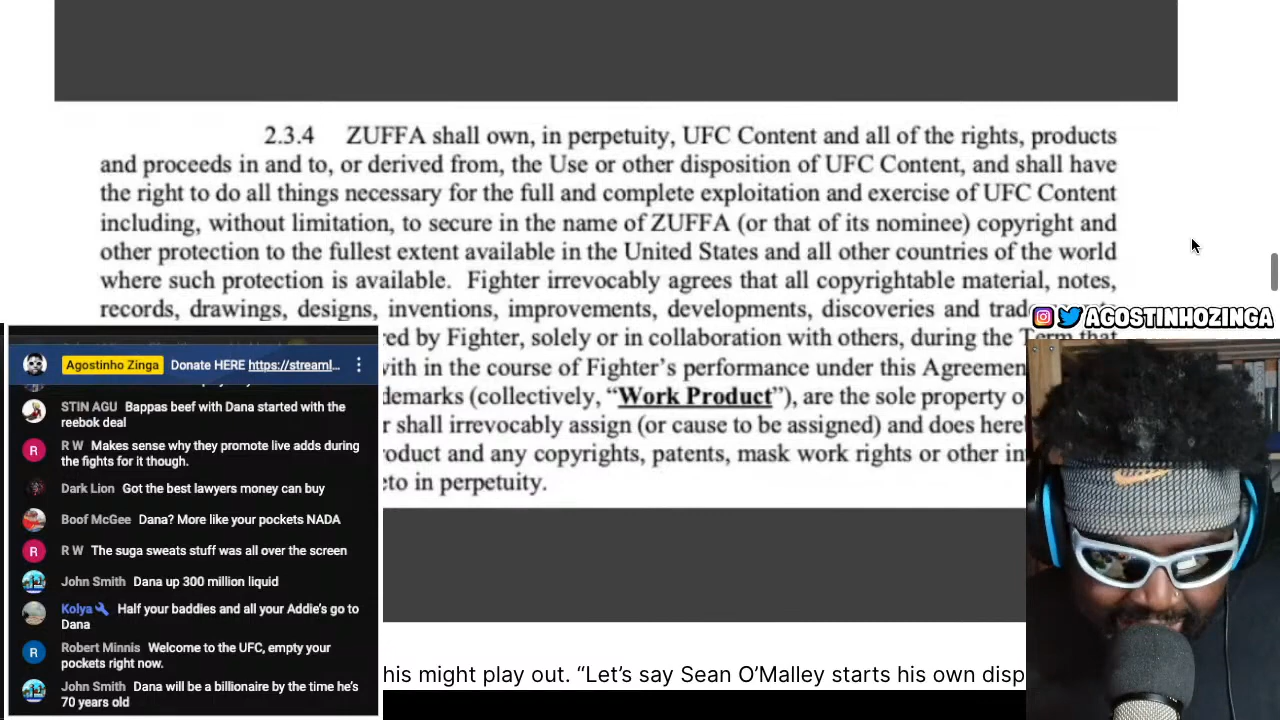 2.3.4 ZUFFA shall own, in perpetuity, UFC Content and all of the rights, products
and proceeds in and to, or derived from, the Use or other disposition of UFC Content, and shall have
the right to do all things necessary for the full and complete exploitation and exercise of UFC Content
including, without limitation, to secure in the name of ZUFFA (or that of its nominee) copyright and
other protection to the fullest extent available in the United States and all other countries of the world
where such protection is available. Fighter irrevocably agrees that all copyrightable material, notes,
records, drawings, designs, inventions, improvements, developments, discoveries and
red by Fighter, solely or in collaboration with others, during the Term that
vith in the course of Fighter's performance under this Agreemen
demarks (collectively, “Work Product”), are the sole property o
r shall irrevocably assign (or cause to be assigned) and does here
oduct and any copyrights, patents, mask work rights or other in
eto in perpetuity.
his might play out. “Let’s say Sean O’Malley starts his own disp
AGOSTINHOZINGA
Agostinho Zinga Donate HERE https://streaml...
STIN AGU Bappas beef with Dana started with the
reebok deal
R W Makes sense why they promote live adds during
the fights for it though.
Dark Lion Got the best lawyers money can buy
Boof McGee Dana? More like your pockets NADA
R W The suga sweats stuff was all over the screen
John Smith Dana up 300 million liquid
Kolya Half your baddies and all your Addie's go to
Dana
Robert Minnis Welcome to the UFC, empty your
pockets right now.
John Smith Dana will be a billionaire by the time he's
70 years old